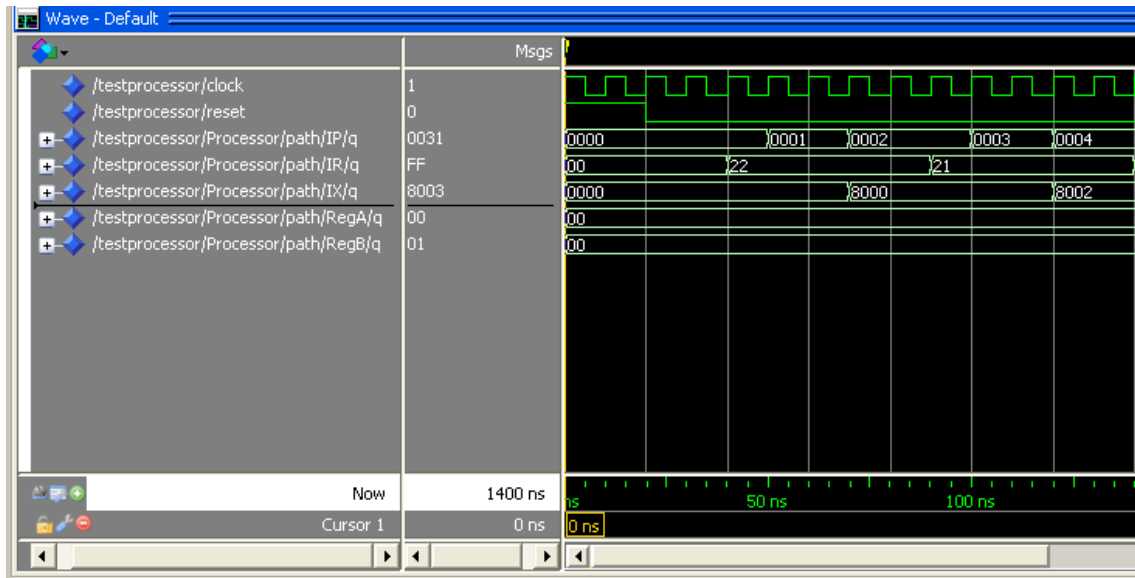 Wave - Default
Msgs
/testprocessor/clock 1
/testprocessor/reset 0
/testprocessor/Processor/path/IP/q 0031 0000 0001 0002 0003 0004
/testprocessor/Processor/path/IR/q FF 00 22 21
/testprocessor/Processor/path/IX/q 8003 0000 8000 8002
/testprocessor/Processor/path/RegA/q 00 00
/testprocessor/Processor/path/RegB/q 01 00
Now 1400 ns ns 50 ns 100 ns
Cursor 1 0 ns 0 ns